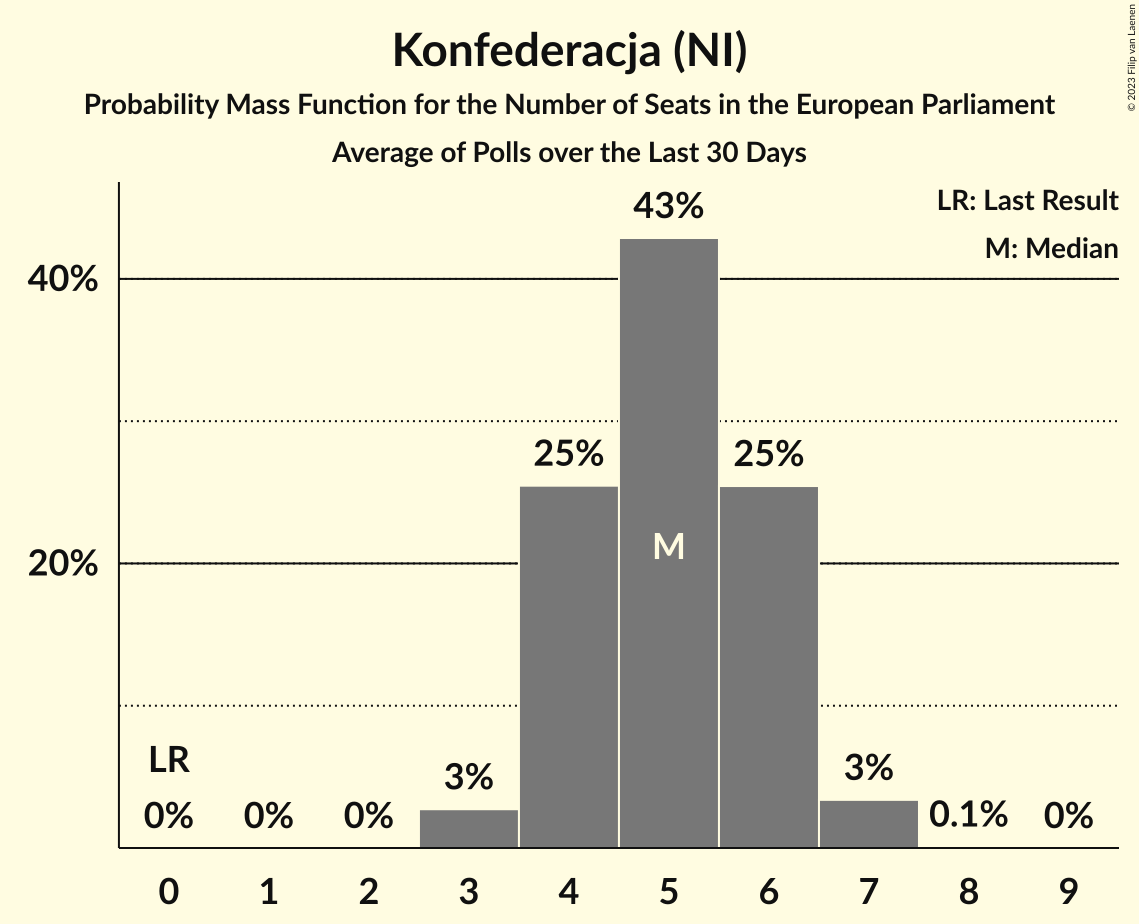 Konfederacja (NI)
Probability Mass Function for the Number of Seats in the European Parliament
Average of Polls over the Last 30 Days
© 2023 Filip van Laenen
LR: Last Result
M: Median
43%
40%
25%
25%
M
20%
LR
3%
3%
0%
0%
0%
0.1%
0%
0 1 2 3 4 5 6 7 8 9